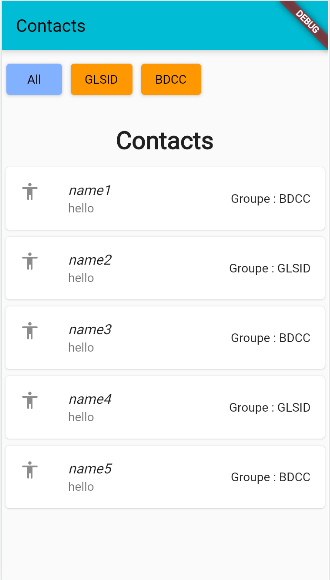 Contacts
DEBUG
All GLSID BDCC
Contacts
name1
hello
Groupe : BDCC
name2
hello
Groupe : GLSID
name3
hello
Groupe : BDCC
name4
hello
Groupe : GLSID
name5
hello
Groupe : BDCC